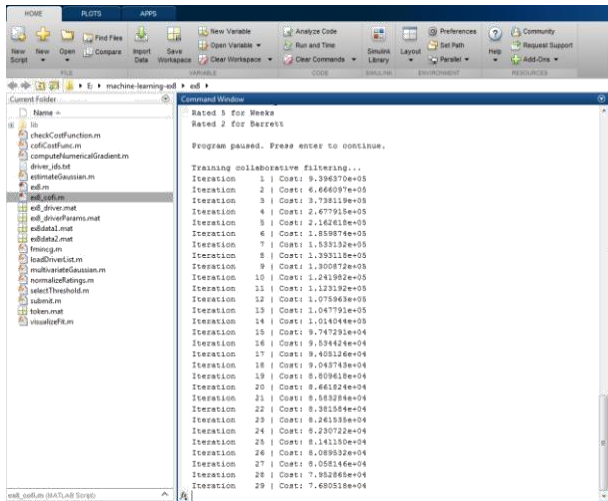 HOME PLOTS APPS
New Script
New
Open
Find Files
Compare
Import Data
Save Workspace
New Variable
Open Variable
Clear Workspace
Analyze Code
Run and Time
Clear Commands
Simulink Library
Layout
Preferences
Set Path
Parallel
Help
Community
Request Support
Add-Ons
FILE VARIABLE CODE SIMULINK ENVIRONMENT RESOURCES
E: machine-learning-ex8 ex8
Current Folder
Name
lib
checkCostFunction.m
cofiCostFunc.m
computeNumericalGradient.m
driver_ids.txt
estimateGaussian.m
ex8.m
ex8_cofi.m
ex8_driver.mat
ex8_driverParams.mat
ex8data1.mat
ex8data2.mat
fmincg.m
loadDriverList.m
multivariateGaussian.m
normalizeRatings.m
selectThreshold.m
submit.m
token.mat
visualizeFit.m
ex8_cofi.m (MATLAB Script)
Command Window
Rated 5 for Weeks
Rated 2 for Barrett
Program paused. Press enter to continue.
Training collaborative filtering...
Iteration 1 | Cost: 9.396370e+05
Iteration 2 | Cost: 6.666097e+05
Iteration 3 | Cost: 3.738119e+05
Iteration 4 | Cost: 2.677915e+05
Iteration 5 | Cost: 2.162618e+05
Iteration 6 | Cost: 1.859874e+05
Iteration 7 | Cost: 1.533132e+05
Iteration 8 | Cost: 1.393118e+05
Iteration 9 | Cost: 1.300872e+05
Iteration 10 | Cost: 1.241982e+05
Iteration 11 | Cost: 1.123192e+05
Iteration 12 | Cost: 1.075963e+05
Iteration 13 | Cost: 1.047791e+05
Iteration 14 | Cost: 1.014044e+05
Iteration 15 | Cost: 9.747291e+04
Iteration 16 | Cost: 9.534424e+04
Iteration 17 | Cost: 9.405126e+04
Iteration 18 | Cost: 9.043743e+04
Iteration 19 | Cost: 8.809618e+04
Iteration 20 | Cost: 8.661824e+04
Iteration 21 | Cost: 8.583284e+04
Iteration 22 | Cost: 8.381584e+04
Iteration 23 | Cost: 8.261535e+04
Iteration 24 | Cost: 8.230722e+04
Iteration 25 | Cost: 8.141150e+04
Iteration 26 | Cost: 8.089532e+04
Iteration 27 | Cost: 8.058146e+04
Iteration 28 | Cost: 7.952865e+04
Iteration 29 | Cost: 7.680518e+04
fx